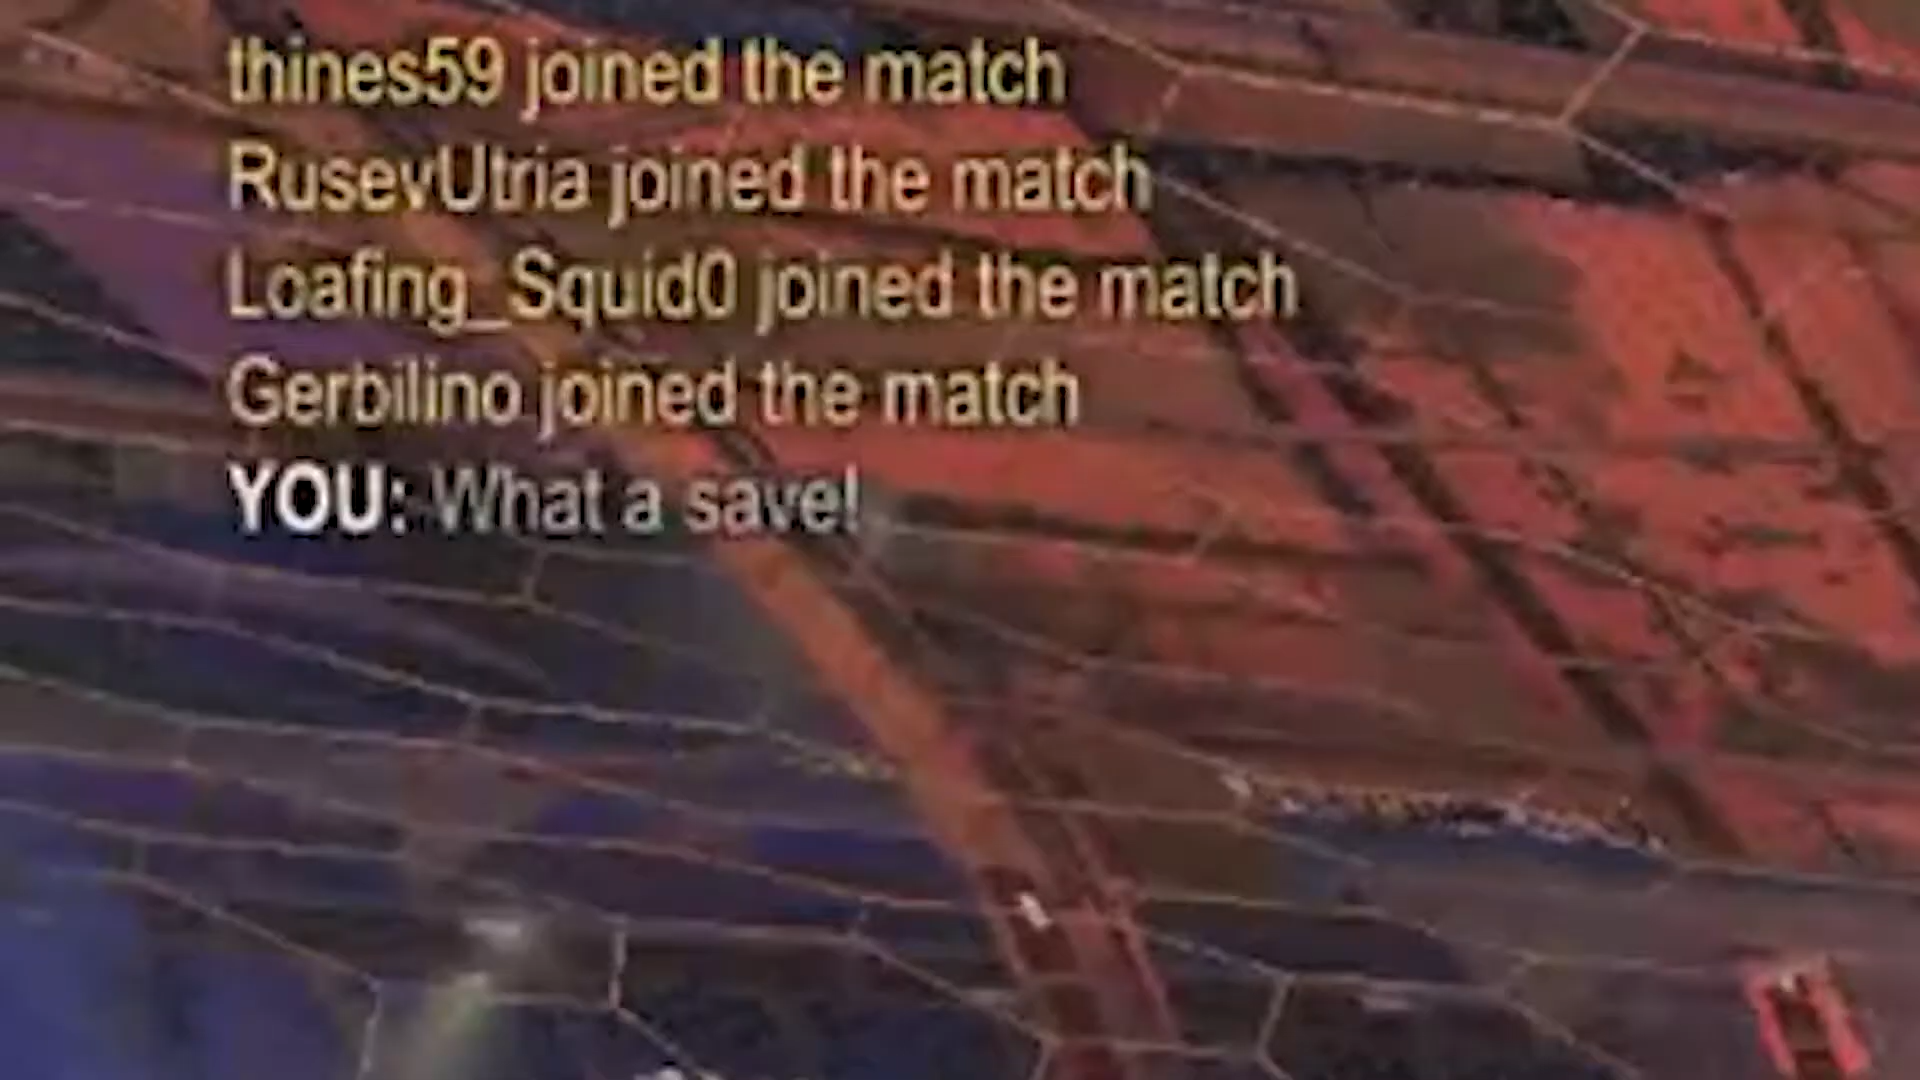 thines59 joined the match
RusevUtria joined the match
Loafing_Squid0 joined the match
Gerbilino joined the match
YOU: What a save!